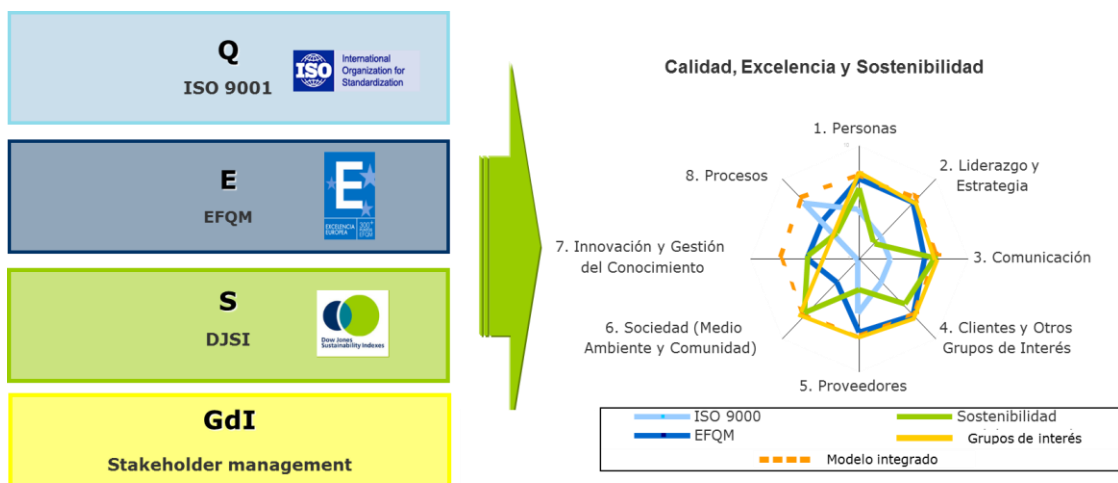 Q
ISO 9001
ISO
International
Organization for
Standardization
E
EFQM
E
EXCELENCIA
EUROPEA
EFQM
S
DJSI
Dow Jones
Sustainability Indexes
GdI
Stakeholder management
Calidad, Excelencia y Sostenibilidad
1. Personas
2. Liderazgo y
Estrategia
3. Comunicación
4. Clientes y Otros
Grupos de Interés
5. Proveedores
6. Sociedad (Medio
Ambiente y Comunidad)
7. Innovación y Gestión
del Conocimiento
8. Procesos
ISO 9000
Sostenibilidad
EFQM
Grupos de interés
Modelo integrado